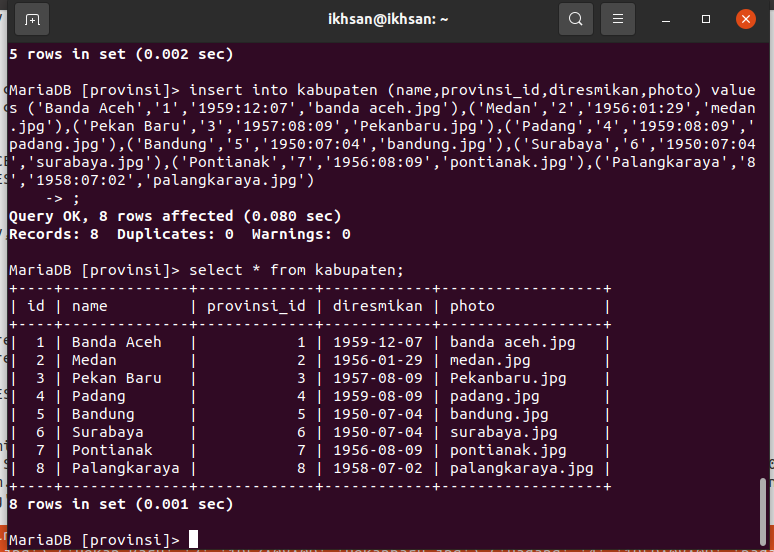 ikhsan@ikhsan: ~
5 rows in set (0.002 sec)
MariaDB [provinsi]> insert into kabupaten (name,provinsi_id,diresmikan,photo) value
s ('Banda Aceh','1','1959:12:07','banda aceh.jpg'),('Medan','2','1956:01:29','medan
.jpg'),('Pekan Baru','3','1957:08:09','Pekanbaru.jpg'),('Padang','4','1959:08:09','
padang.jpg'),('Bandung','5','1950:07:04','bandung.jpg'),('Surabaya','6','1950:07:04
','surabaya.jpg'),('Pontianak','7','1956:08:09','pontianak.jpg'),('Palangkaraya','8
','1958:07:02','palangkaraya.jpg')
    -> ;
Query OK, 8 rows affected (0.080 sec)
Records: 8  Duplicates: 0  Warnings: 0
MariaDB [provinsi]> select * from kabupaten;
+----+--------------+-------------+------------+------------------+
| id | name         | provinsi_id | diresmikan | photo            |
+----+--------------+-------------+------------+------------------+
|  1 | Banda Aceh   |           1 | 1959-12-07 | banda aceh.jpg   |
|  2 | Medan        |           2 | 1956-01-29 | medan.jpg        |
|  3 | Pekan Baru   |           3 | 1957-08-09 | Pekanbaru.jpg    |
|  4 | Padang       |           4 | 1959-08-09 | padang.jpg       |
|  5 | Bandung      |           5 | 1950-07-04 | bandung.jpg      |
|  6 | Surabaya     |           6 | 1950-07-04 | surabaya.jpg     |
|  7 | Pontianak    |           7 | 1956-08-09 | pontianak.jpg    |
|  8 | Palangkaraya |           8 | 1958-07-02 | palangkaraya.jpg |
+----+--------------+-------------+------------+------------------+
8 rows in set (0.001 sec)
MariaDB [provinsi]>